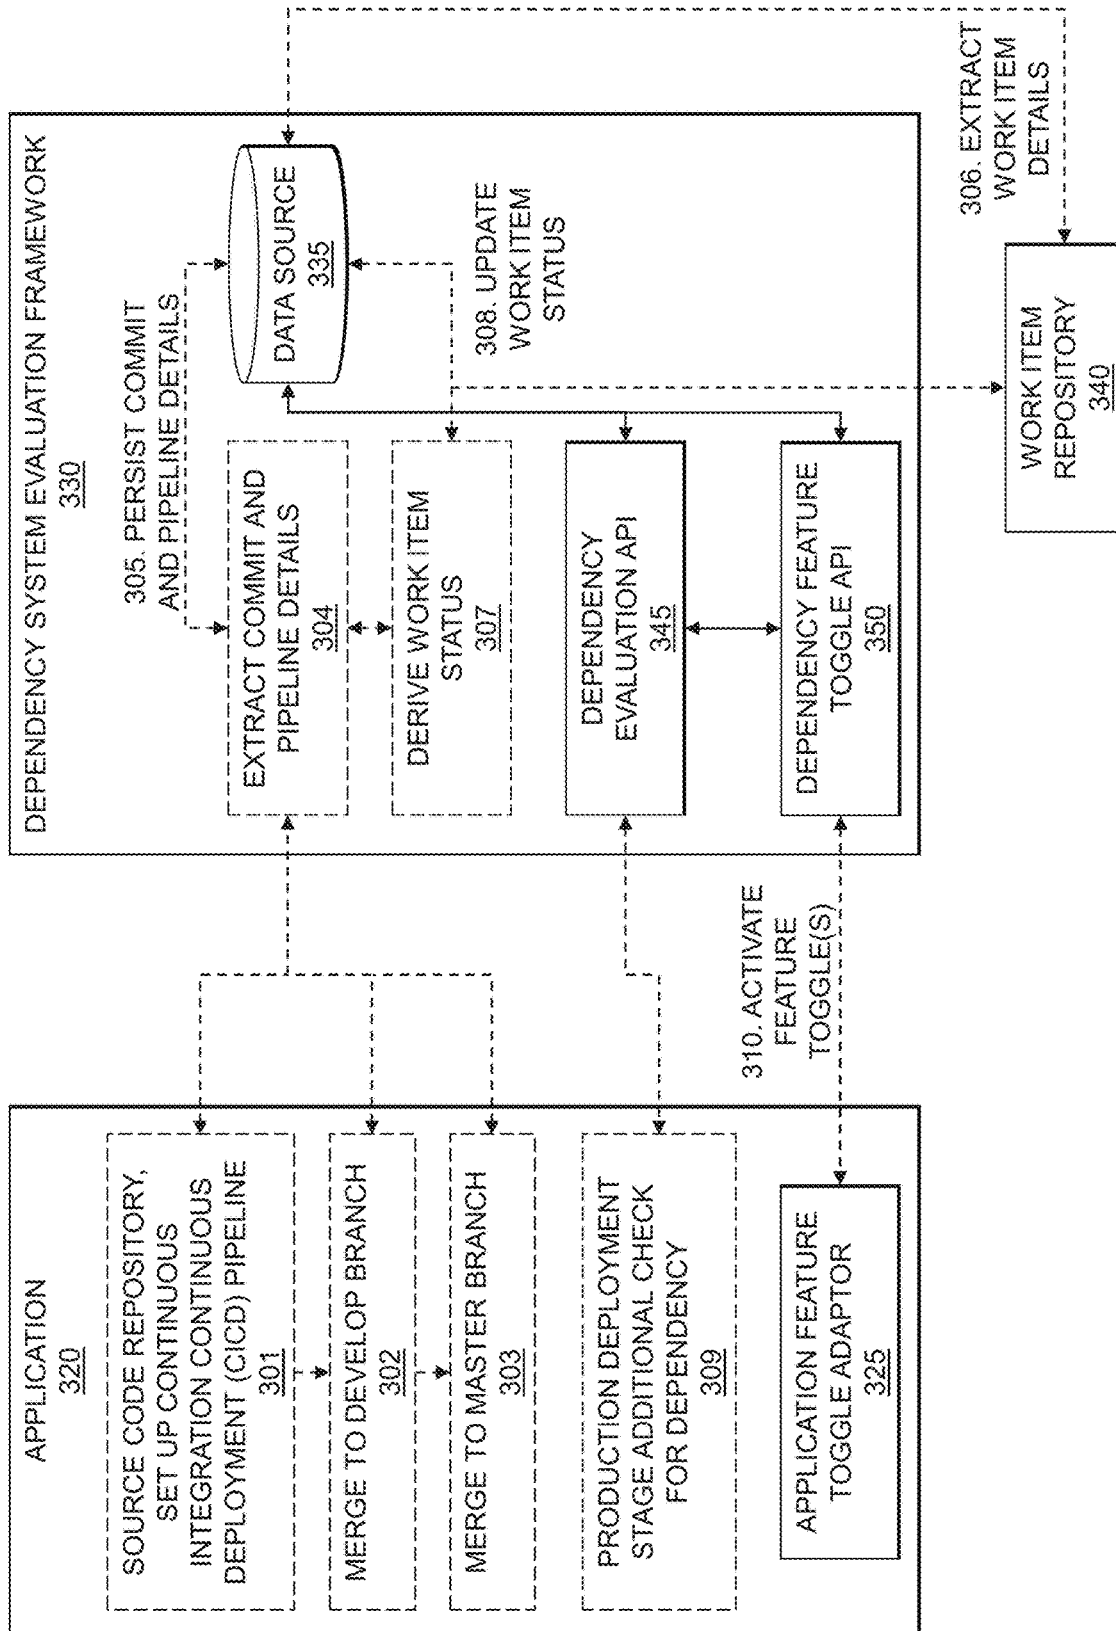 APPLICATION
320
SOURCE CODE REPOSITORY,
SET UP CONTINUOUS
INTEGRATION CONTINUOUS
DEPLOYMENT (CICD) PIPELINE
301
MERGE TO DEVELOP BRANCH
302
MERGE TO MASTER BRANCH
303
PRODUCTION DEPLOYMENT
STAGE ADDITIONAL CHECK
FOR DEPENDENCY
309
APPLICATION FEATURE
TOGGLE ADAPTOR
325
310. ACTIVATE
FEATURE
TOGGLE(S)
DEPENDENCY SYSTEM EVALUATION FRAMEWORK
330
305. PERSIST COMMIT
AND PIPELINE DETAILS
EXTRACT COMMIT AND
PIPELINE DETAILS
304
DERIVE WORK ITEM
STATUS
307
DATA SOURCE
335
308. UPDATE
WORK ITEM
STATUS
DEPENDENCY
EVALUATION API
345
DEPENDENCY FEATURE
TOGGLE API
350
306. EXTRACT
WORK ITEM
DETAILS
WORK ITEM
REPOSITORY
340